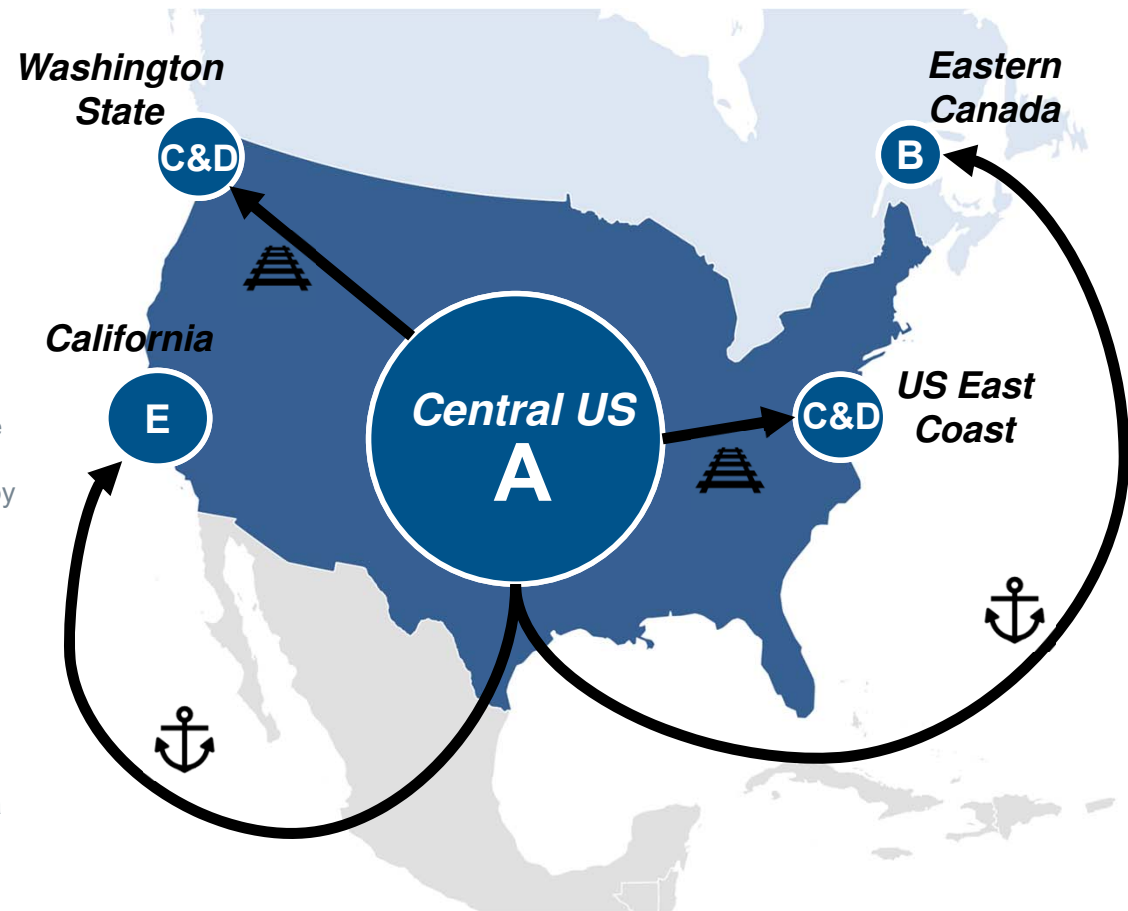 Washington
State
Eastern
Canada
C&D
B
California
E
Central US
A
US East
Coast
C&D